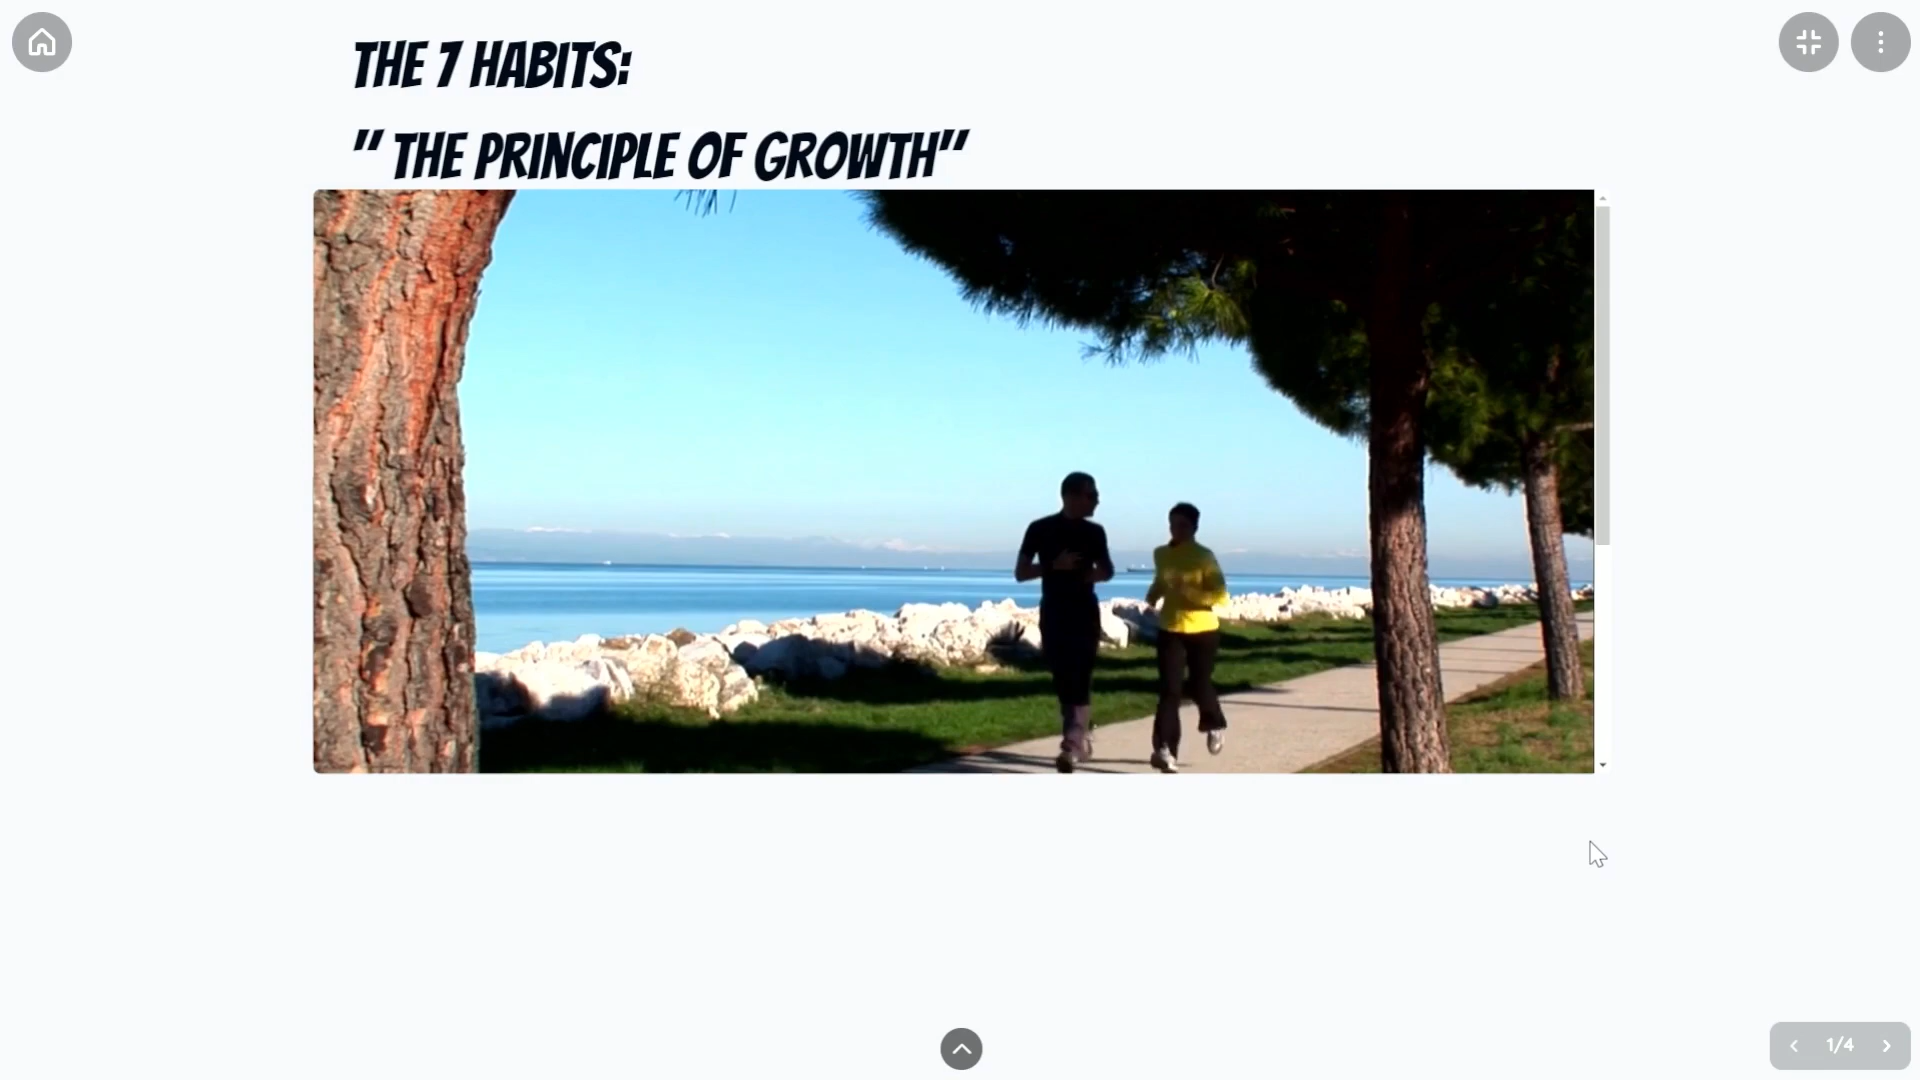 THE 7 HABITS:
" THE PRINCIPLE OF GROWTH"
1/4